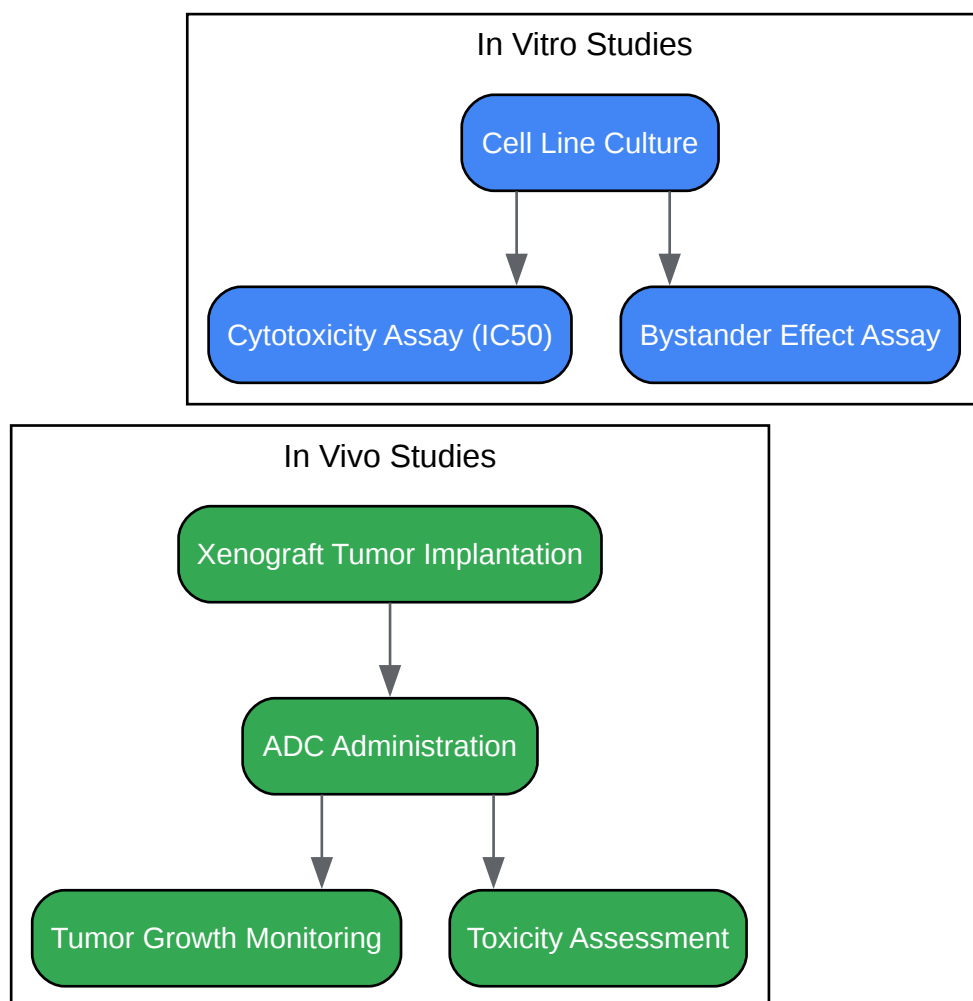 In Vitro Studies
Cell Line Culture
Cytotoxicity Assay (IC50)
Bystander Effect Assay
In Vivo Studies
Xenograft Tumor Implantation
ADC Administration
Tumor Growth Monitoring
Toxicity Assessment